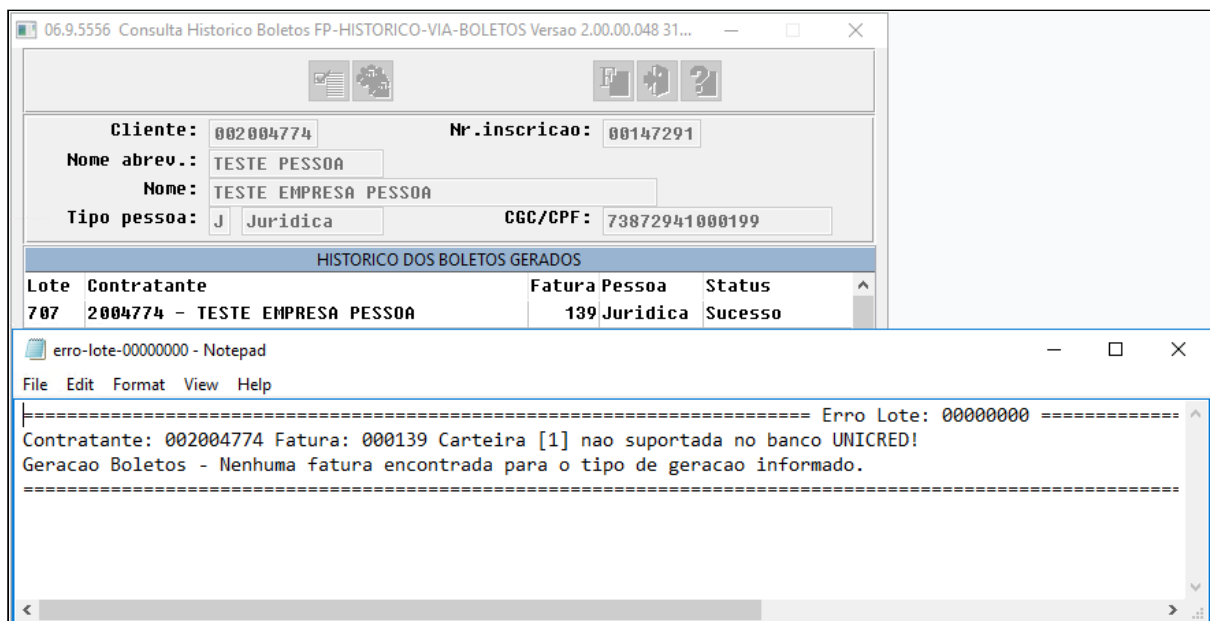 06.9.5556 Consulta Historico Boletos FP-HISTORICO-VIA-BOLETOS Versao 2.00.00.048 31...
Cliente: 002004774 Nr.inscricao: 00147291
Nome abrev.: TESTE PESSOA
Nome: TESTE EMPRESA PESSOA
Tipo pessoa: J Juridica CGC/CPF: 73872941000199
HISTORICO DOS BOLETOS GERADOS
Lote Contratante Fatura Pessoa Status
707 2004774 - TESTE EMPRESA PESSOA 139 Juridica Sucesso
erro-lote-00000000 - Notepad
File Edit Format View Help
======================================================================== Erro Lote: 00000000 =============
Contratante: 002004774 Fatura: 000139 Carteira [1] nao suportada no banco UNICRED!
Geracao Boletos - Nenhuma fatura encontrada para o tipo de geracao informado.
==========================================================================================================